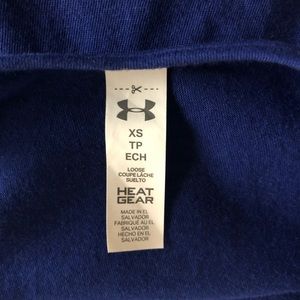 XS
TP
ECH
LOOSE
COUPE LÂCHE
SUELTO
HEAT
GEAR
MADE IN EL
SALVADOR
FABRIQUÉ AU EL
SALVADOR
HECHO EN EL
SALVADOR